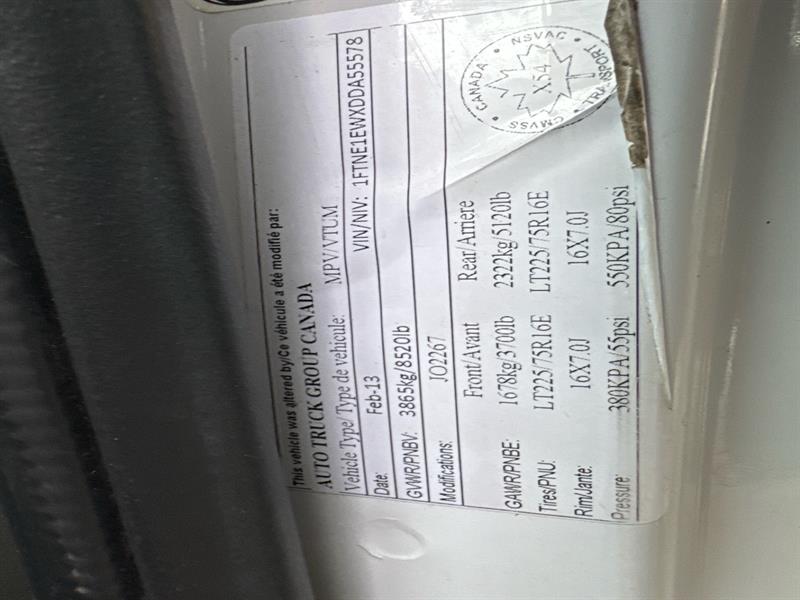 This vehicle was altered by/Ce véhicule a été modifié par:
AUTO TRUCK GROUP CANADA
Vehicle Type/ Type de véhicule: MPV/VTUM
Date: Feb-13 VIN/NIV: 1FTNE1EWXDDA55578
GVWR/PNBV: 3865kg/8520lb
Modifications: JO2267
Front/Avant Rear/Arriere
GAWR/PNBE: 1678kg/3700lb 2322kg/5120lb
Tires/PNU: LT225/75R16E LT225/75R16E
Rim/Jante: 16X7.0J 16X7.0J
Pressure: 380KPA/55psi 550KPA/80psi
CANADA • NSVAC • TRANSPORT • CMVSS
X54